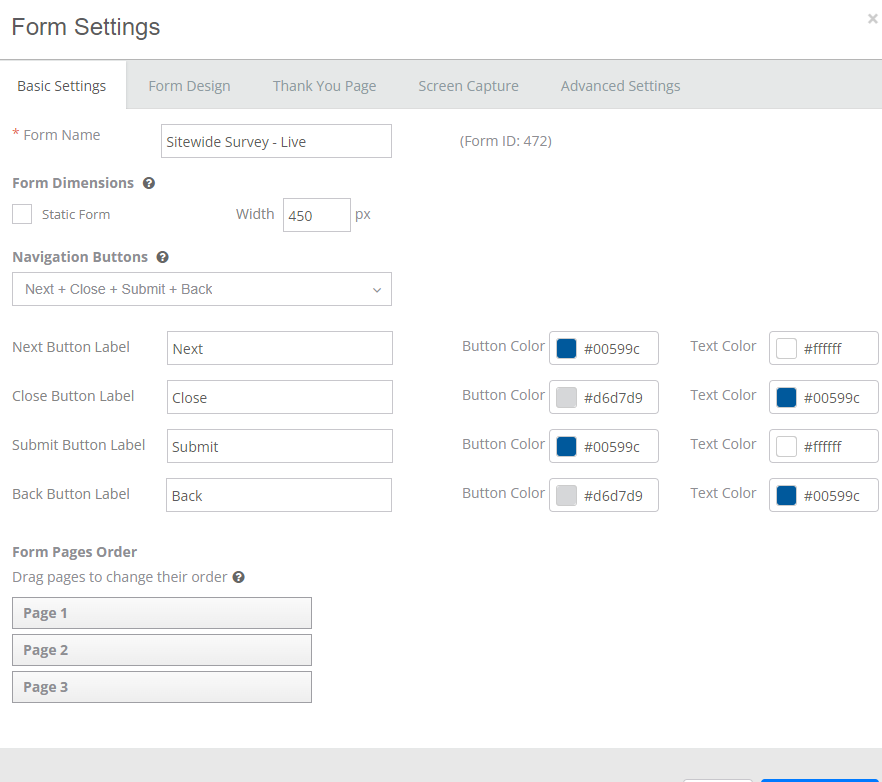 Form Settings
×
Basic Settings Form Design Thank You Page Screen Capture Advanced Settings
* Form Name Sitewide Survey - Live (Form ID: 472)
Form Dimensions ?
Static Form Width 450 px
Navigation Buttons ?
Next + Close + Submit + Back
Next Button Label Next Button Color #00599c Text Color #ffffff
Close Button Label Close Button Color #d6d7d9 Text Color #00599c
Submit Button Label Submit Button Color #00599c Text Color #ffffff
Back Button Label Back Button Color #d6d7d9 Text Color #00599c
Form Pages Order
Drag pages to change their order ?
Page 1
Page 2
Page 3